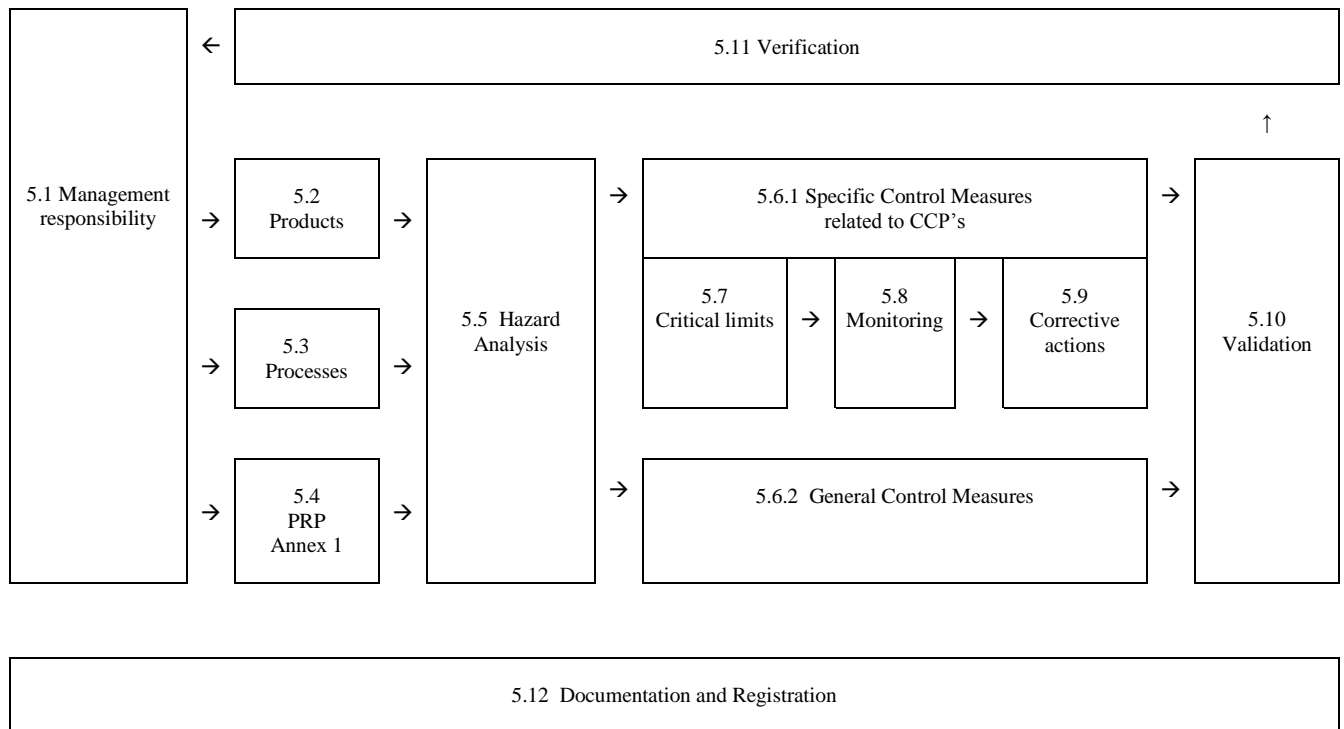 5.11 Verification
5.1 Management
responsibility
5.2
Products
5.3
Processes
5.4
PRP
Annex 1
5.5 Hazard
Analysis
5.6.1 Specific Control Measures
related to CCP's
5.7
Critical limits
5.8
Monitoring
5.9
Corrective
actions
5.6.2 General Control Measures
5.10
Validation
5.12 Documentation and Registration